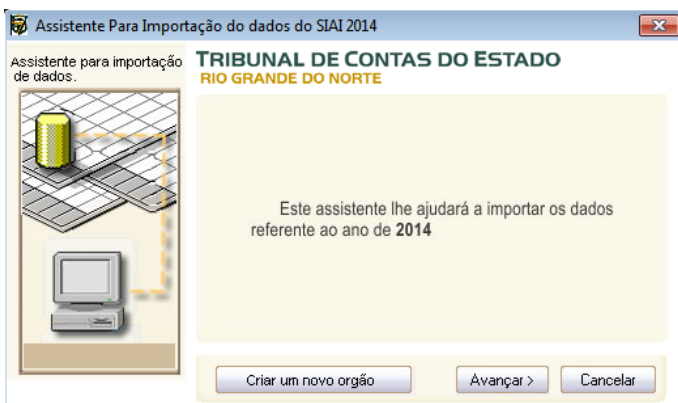 Assistente Para Importação do dados do SIAI 2014
Assistente para importação
de dados.
TRIBUNAL DE CONTAS DO ESTADO
RIO GRANDE DO NORTE
Este assistente lhe ajudará a importar os dados
referente ao ano de 2014
Criar um novo orgão
Avançar >
Cancelar